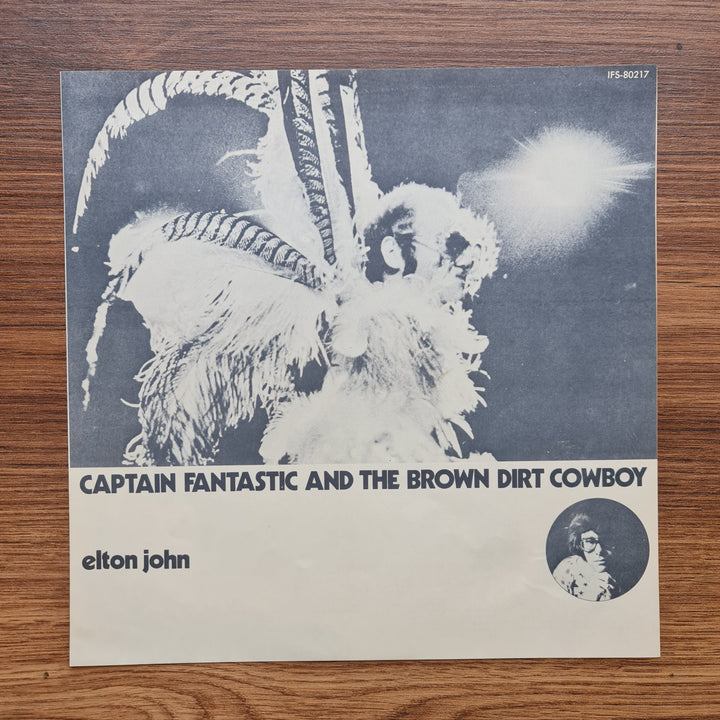 IFS-80217
CAPTAIN FANTASTIC AND THE BROWN DIRT COWBOY
elton john